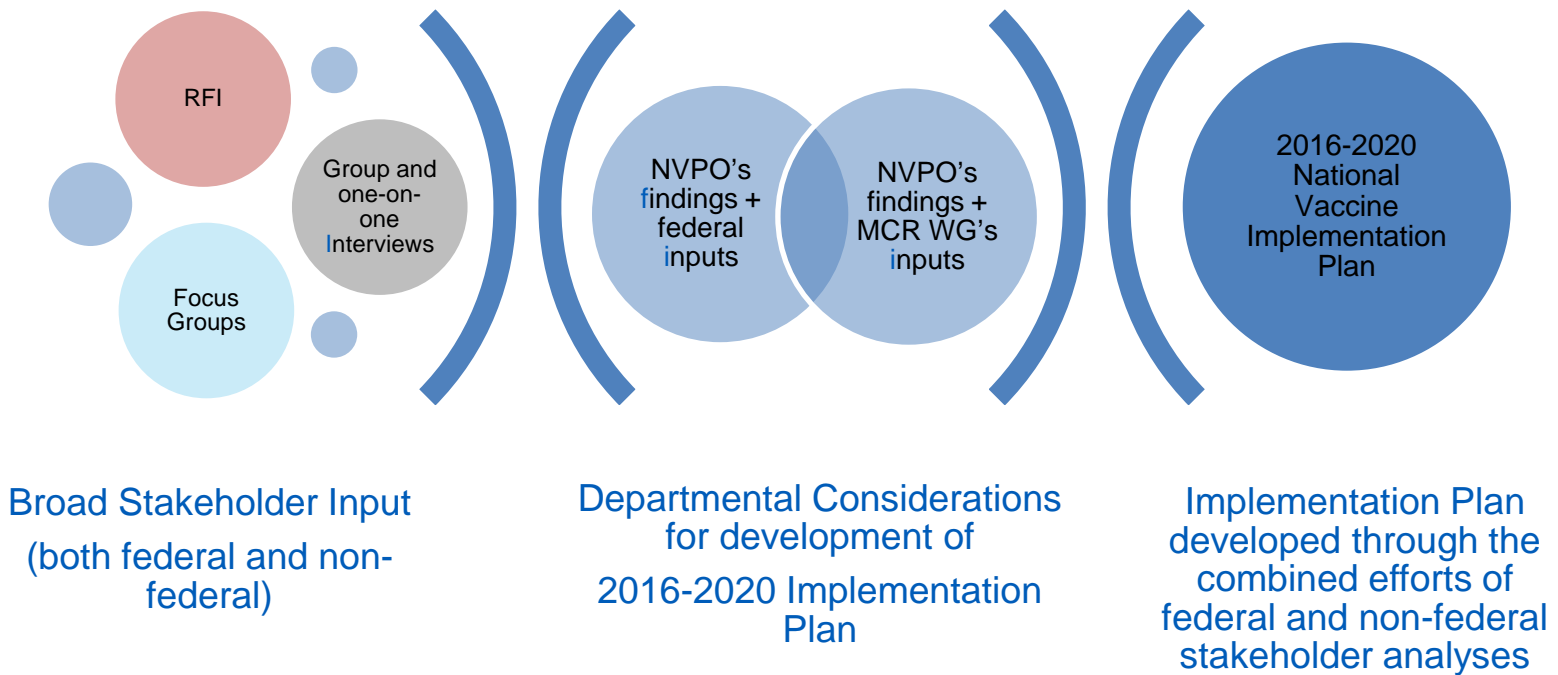 RFI
Group and
one-on-
one
Interviews
Focus
Groups
NVPO's
findings +
federal
inputs
NVPO's
findings +
MCR WG's
inputs
2016-2020
National
Vaccine
Implementation
Plan
Broad Stakeholder Input
(both federal and non-
federal)
Departmental Considerations
for development of
2016-2020 Implementation
Plan
Implementation Plan
developed through the
combined efforts of
federal and non-federal
stakeholder analyses